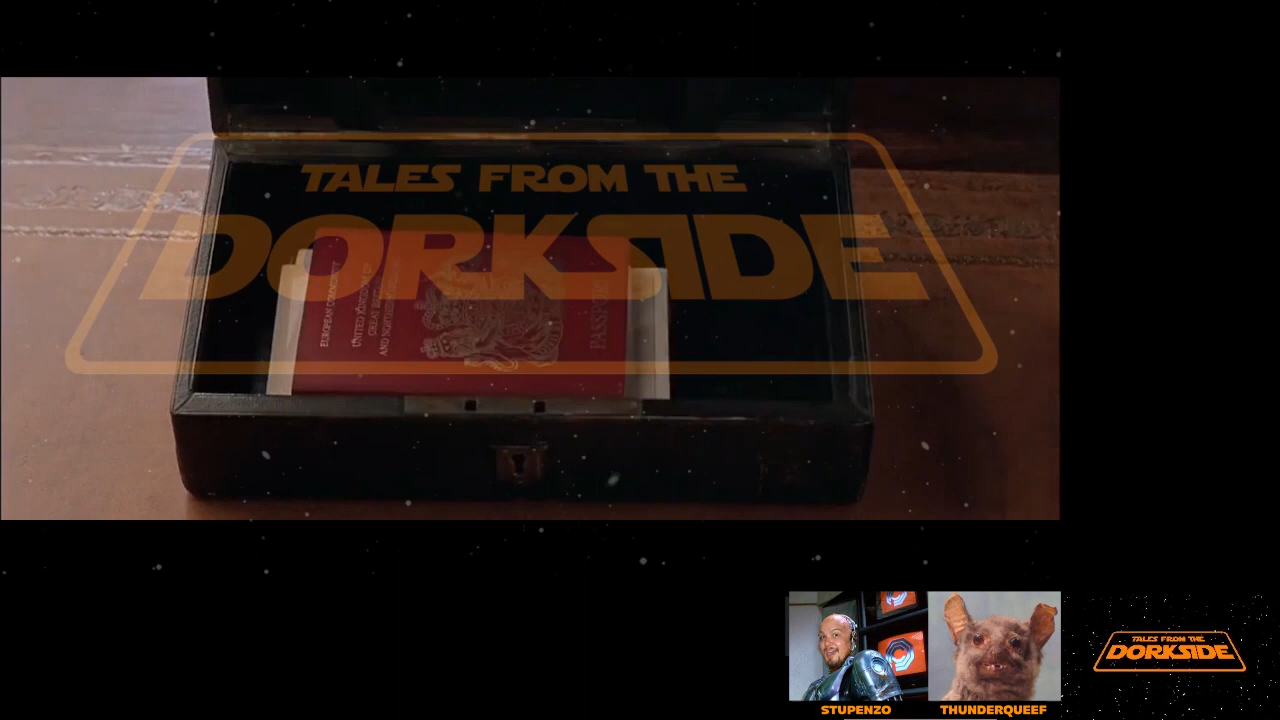 TALES FROM THE
DORKSIDE
EUROPEAN COMMUNITY
UNITED KINGDOM OF
GREAT BRITAIN
AND NORTHERN IRELAND
PASSPORT
STUPENZO
THUNDERQUEEF
TALES FROM THE
DORKSIDE